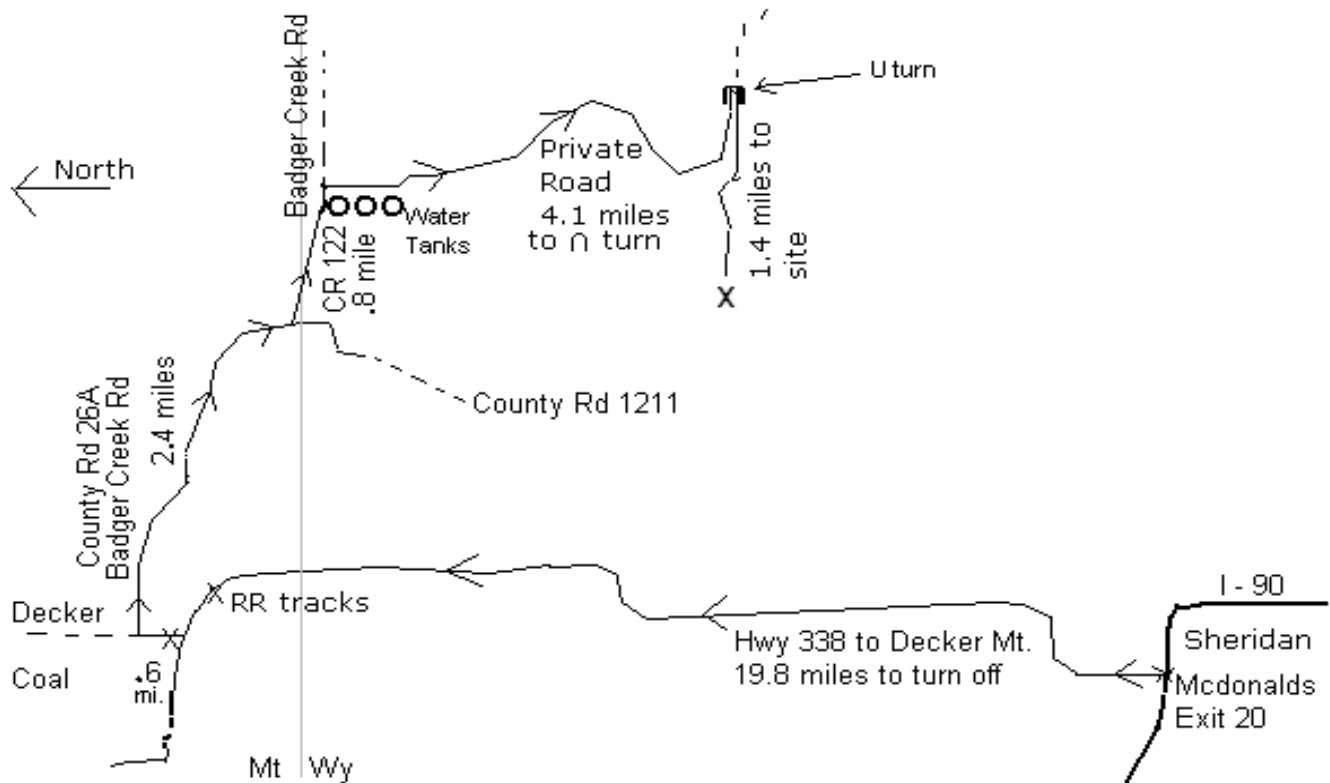 Badger Creek Rd
U turn
North
Private
Road
4.1 miles
to ∩ turn
1.4 miles to
site
Water
Tanks
CR 122
.8 mile
X
County Rd 1211
County Rd 26A
Badger Creek Rd
2.4 miles
RR tracks
Decker
Coal
.6
mi.
Hwy 338 to Decker Mt.
19.8 miles to turn off
I - 90
Sheridan
Mcdonalds
Exit 20
Mt
Wy